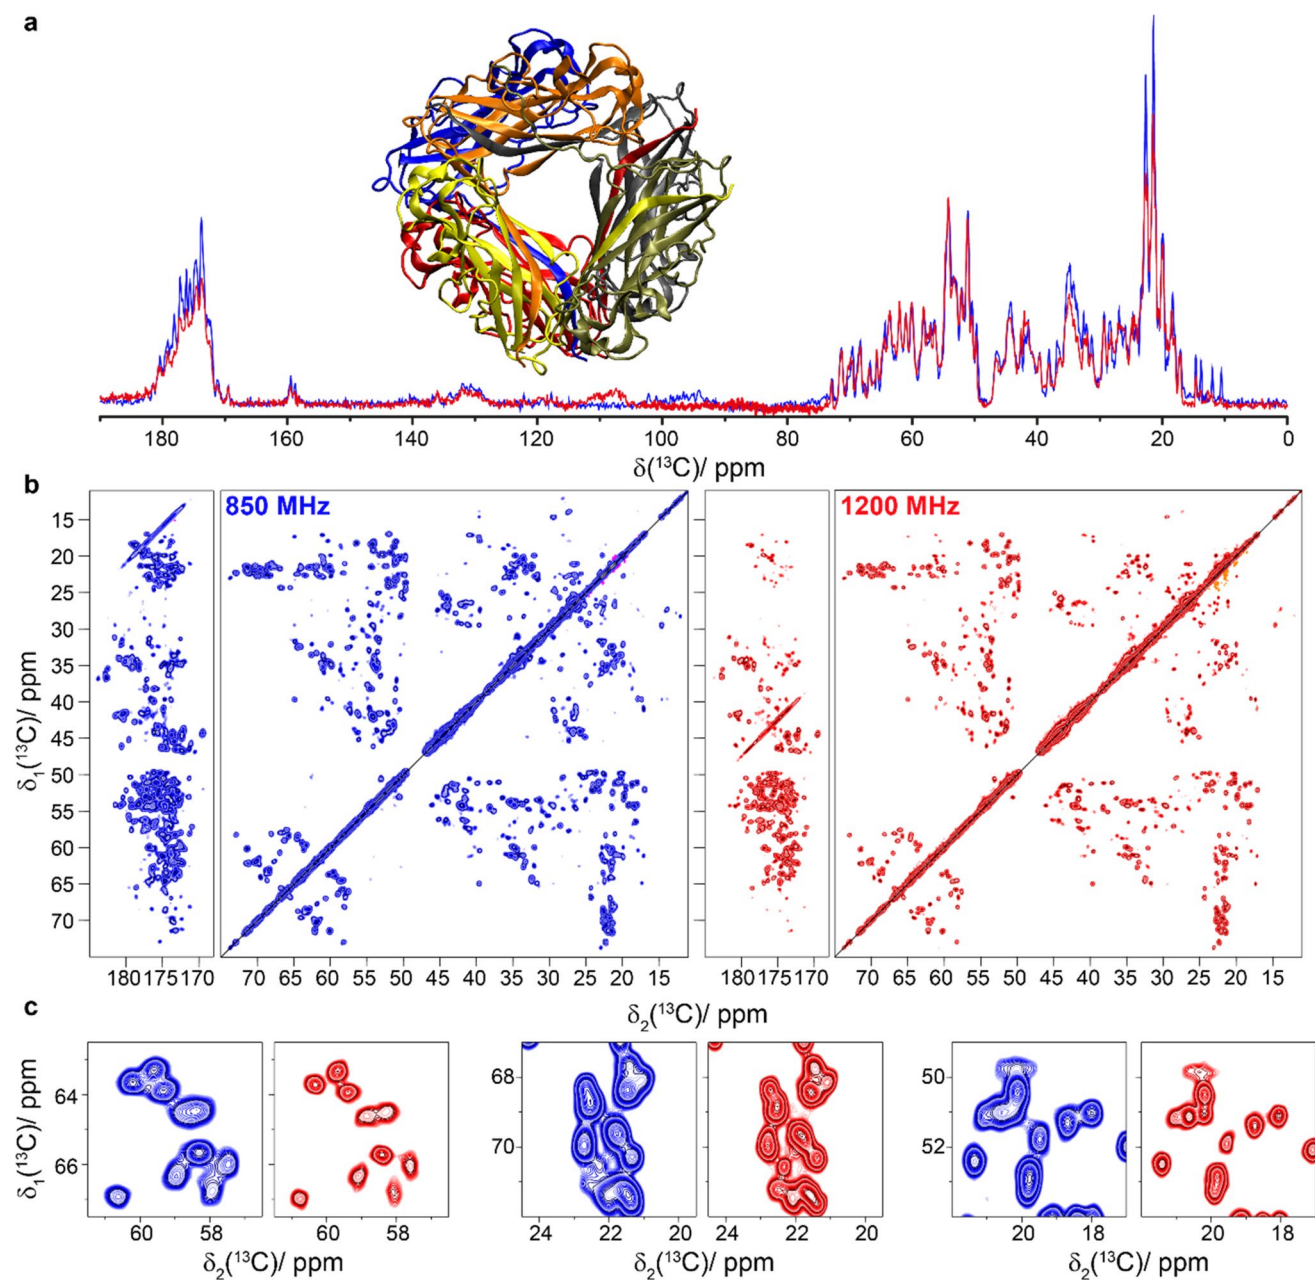 a
180 160 140 120 100 80 60 40 20 0
δ(¹³C)/ ppm
b
850 MHz
1200 MHz
15
20
25
30
35
40
45
50
55
60
65
70
δ₁(¹³C)/ ppm
180 175 170 70 65 60 55 50 45 40 35 30 25 20 15 180 175 170 70 65 60 55 50 45 40 35 30 25 20 15
δ₂(¹³C)/ ppm
c
64
66
δ₁(¹³C)/ ppm
68
70
50
52
60 58 60 58 24 22 20 24 22 20 20 18 20 18
δ₂(¹³C)/ ppm δ₂(¹³C)/ ppm δ₂(¹³C)/ ppm